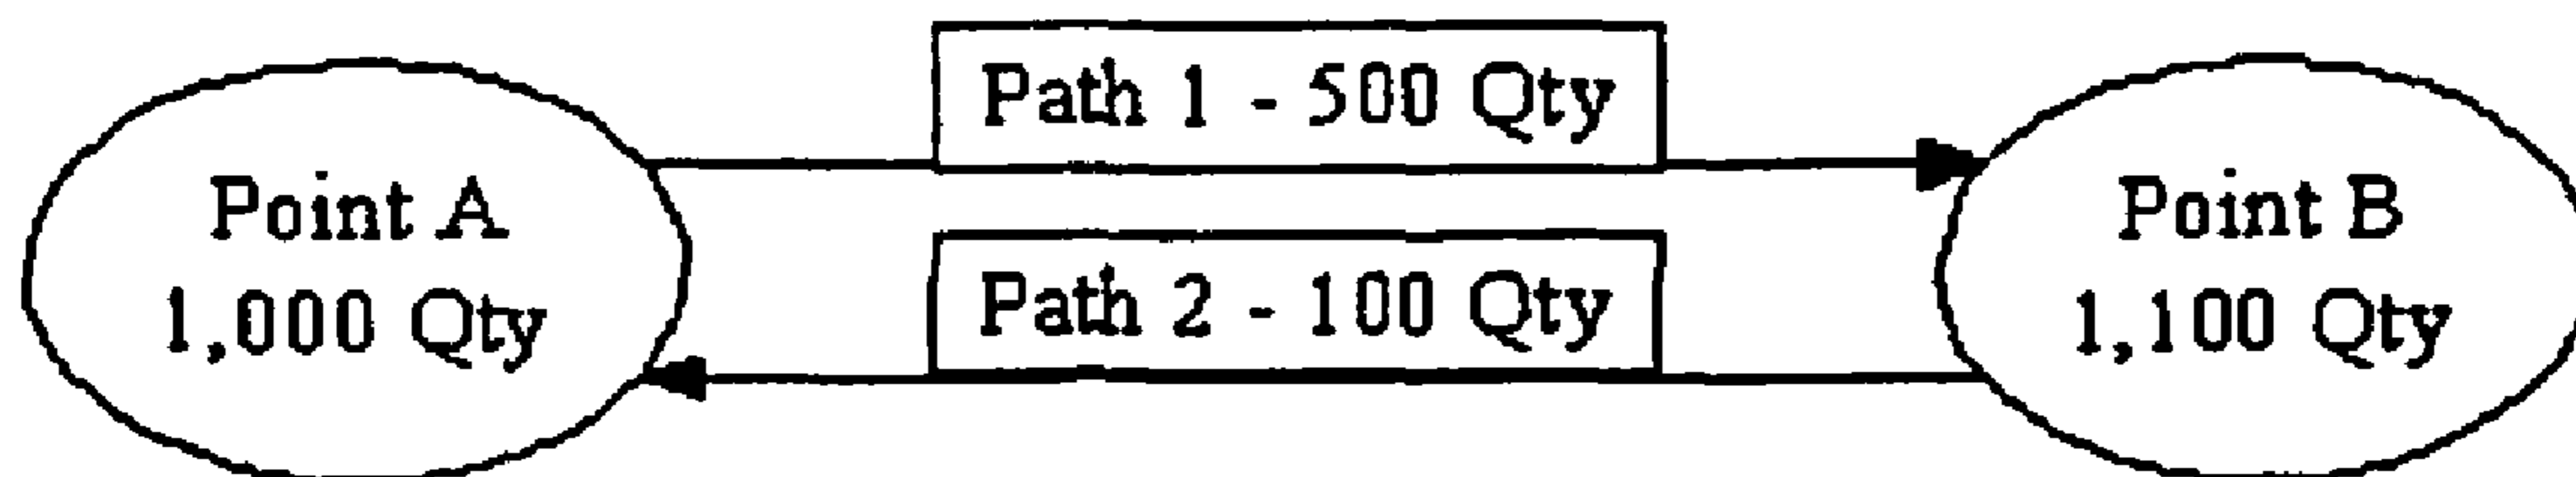 Path 1 - 500 Qty
Point A
1,000 Qty
Point B
1,100 Qty
Path 2 - 100 Qty